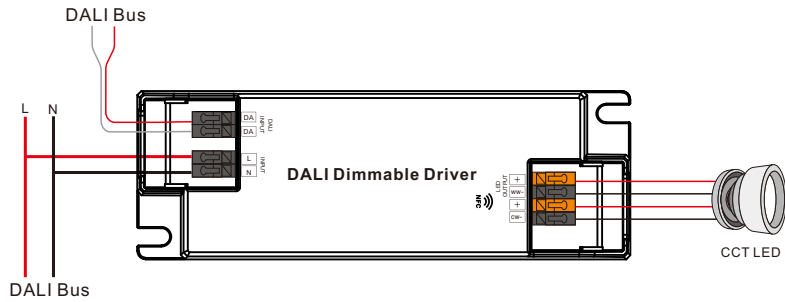 DALI Bus
L N
DA
DA
DALI
INPUT
L
N
INPUT
DALI Dimmable Driver
NFC
LED
OUTPUT
+
WW-
+
CW-
CCT LED
DALI Bus